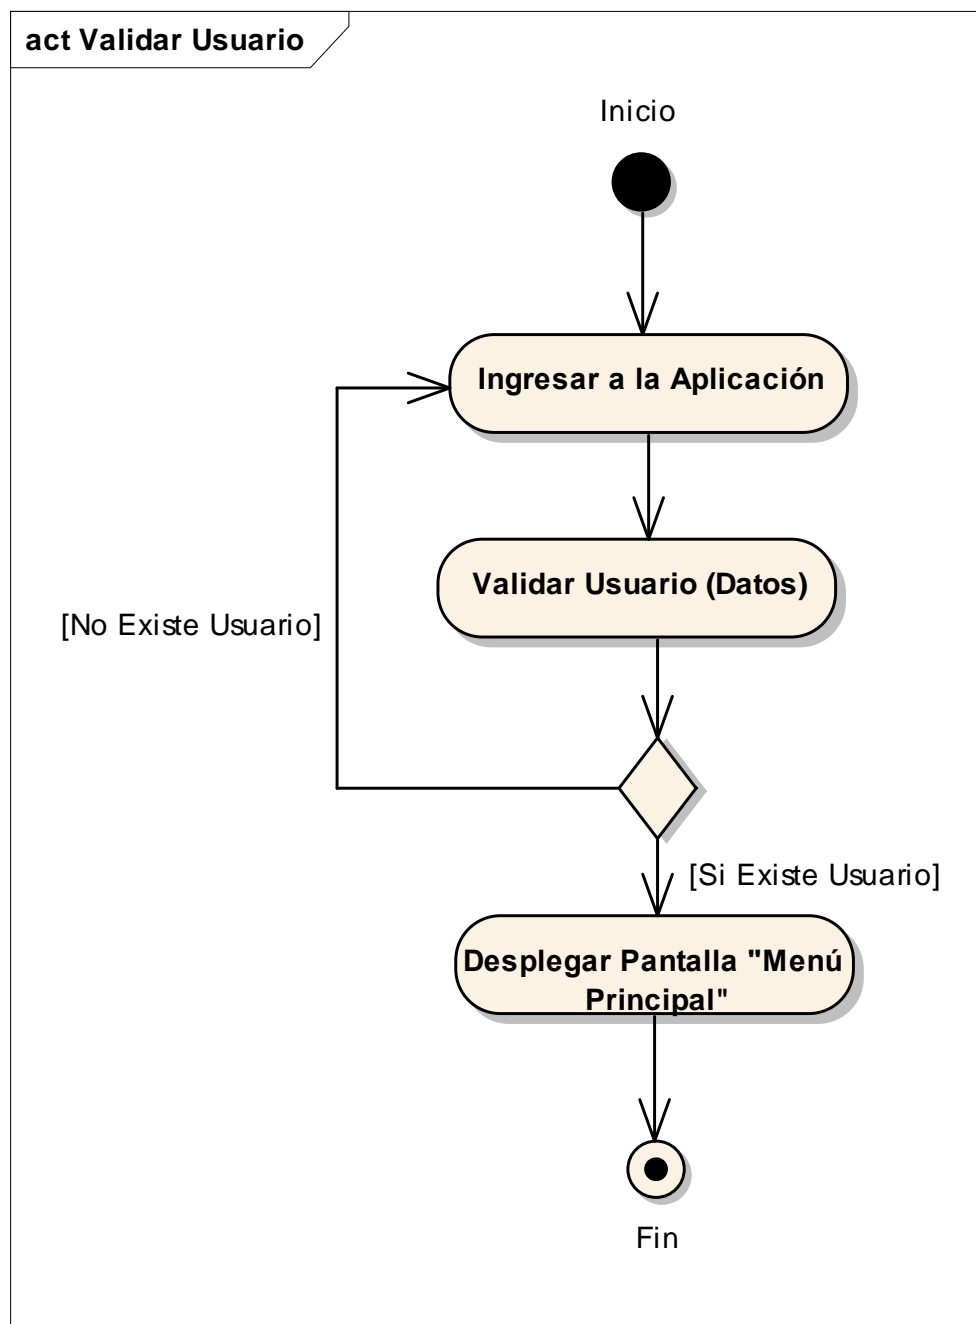 act Validar Usuario
Inicio
Ingresar a la Aplicación
Validar Usuario (Datos)
[No Existe Usuario]
[Si Existe Usuario]
Desplegar Pantalla "Menú
Principal"
Fin